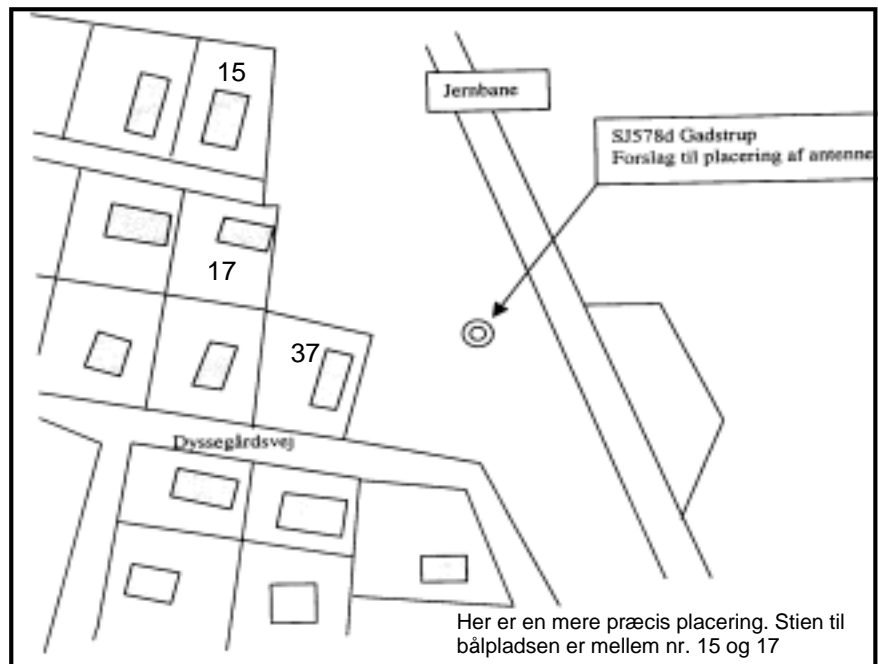 15
Jernbane
SJ578d Gadstrup
Forslag til placering af antenne
17
37
Dyssegårdsvej
Her er en mere præcis placering. Stien til
bålpladsen er mellem nr. 15 og 17